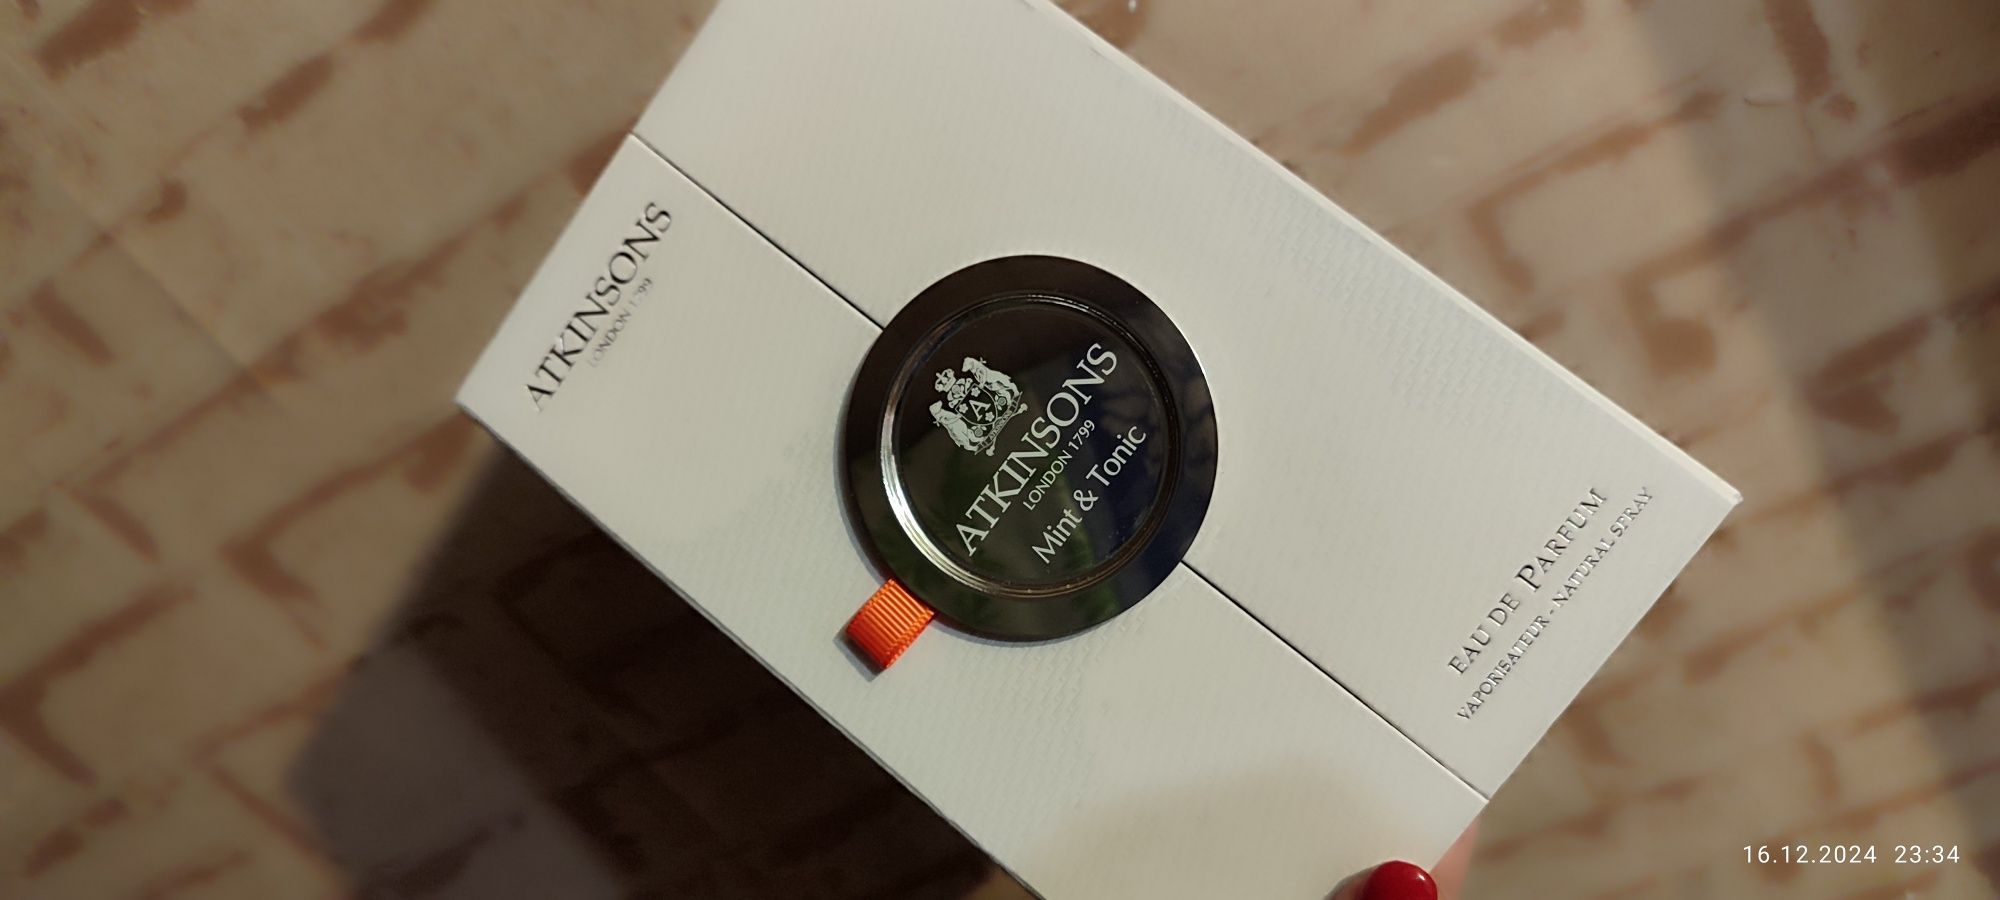 ATKINSONS
LONDON 1799
A
ATKINSONS
LONDON 1799
Mint & Tonic
EAU DE PARFUM
VAPORISATEUR - NATURAL SPRAY
16.12.2024 23:34